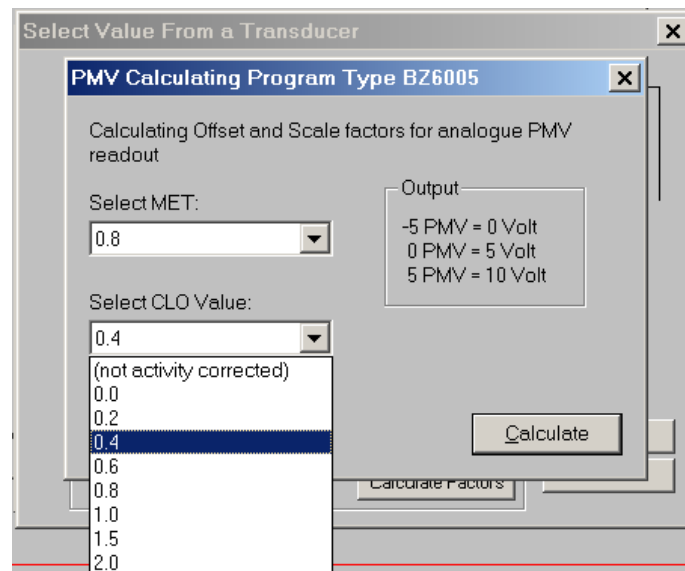 Select Value From a Transducer
PMV Calculating Program Type BZ6005
Calculating Offset and Scale factors for analogue PMV
readout
Select MET:
0.8
Output
-5 PMV = 0 Volt
0 PMV = 5 Volt
5 PMV = 10 Volt
Select CLO Value:
0.4
(not activity corrected)
0.0
0.2
0.4
0.6
0.8
1.0
1.5
2.0
Calculate
Calculate Factors